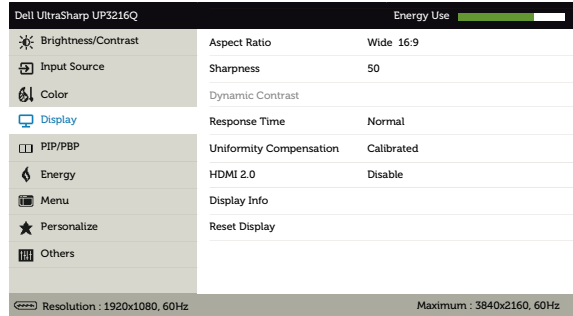 Dell UltraSharp UP3216Q Energy Use
Brightness/Contrast
Input Source
Color
Display
PIP/PBP
Energy
Menu
Personalize
Others
Aspect Ratio Wide 16:9
Sharpness 50
Dynamic Contrast
Response Time Normal
Uniformity Compensation Calibrated
HDMI 2.0 Disable
Display Info
Reset Display
Resolution : 1920x1080, 60Hz Maximum : 3840x2160, 60Hz